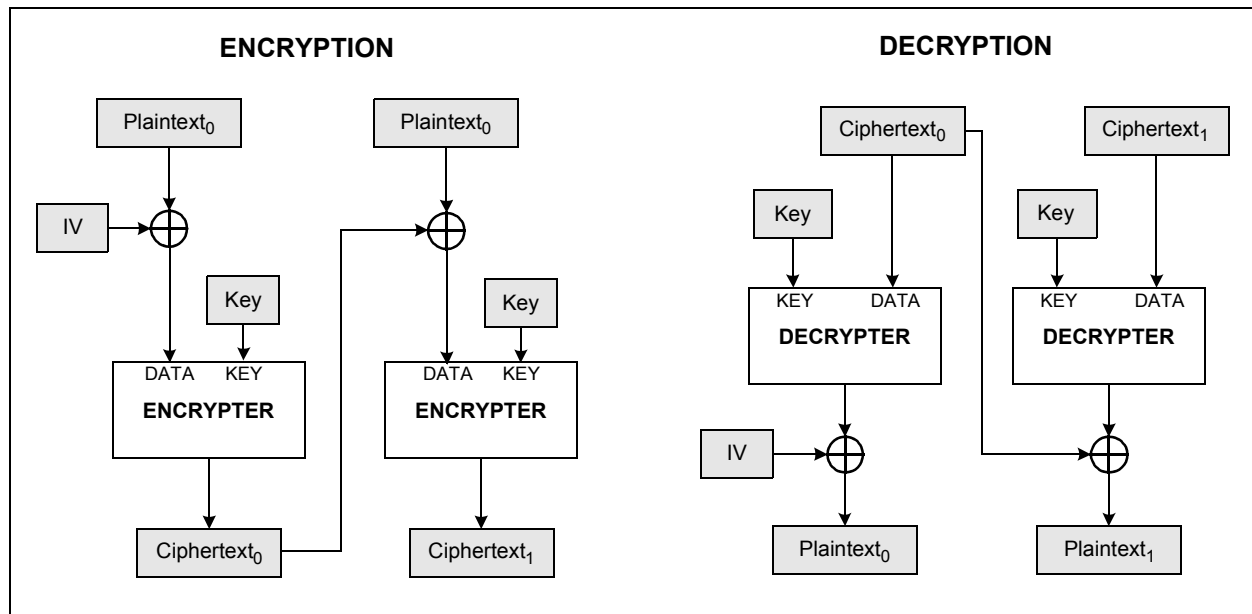 ENCRYPTION
Plaintext₀
Plaintext₀
IV
Key
Key
DATA KEY
ENCRYPTER
DATA KEY
ENCRYPTER
Ciphertext₀
Ciphertext₁
DECRYPTION
Ciphertext₀
Ciphertext₁
Key
Key
KEY DATA
DECRYPTER
KEY DATA
DECRYPTER
IV
Plaintext₀
Plaintext₁